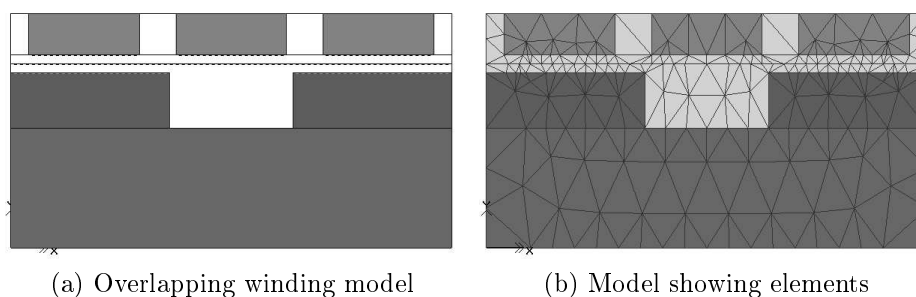 Y
X
Y
X
(a) Overlapping winding model
(b) Model showing elements